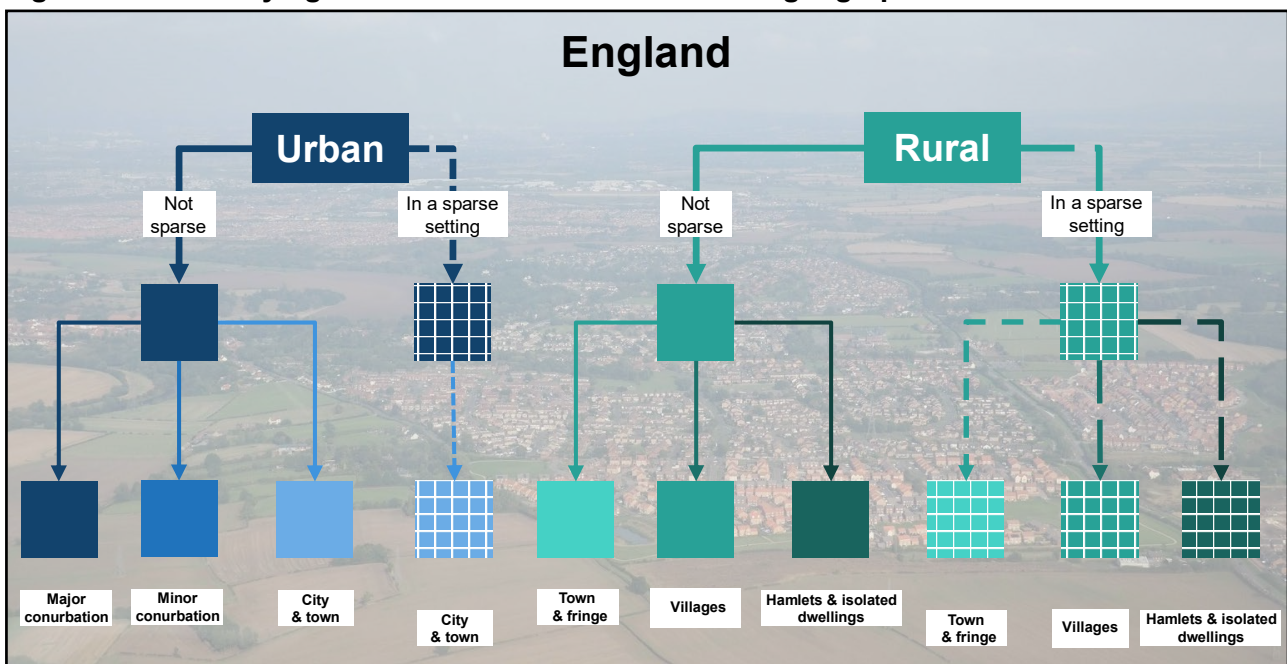 England
Urban
Rural
Not
sparse
In a sparse
setting
Not
sparse
In a sparse
setting
Major
conurbation
Minor
conurbation
City
& town
City
& town
Town
& fringe
Villages
Hamlets & isolated
dwellings
Town
& fringe
Villages
Hamlets & isolated
dwellings